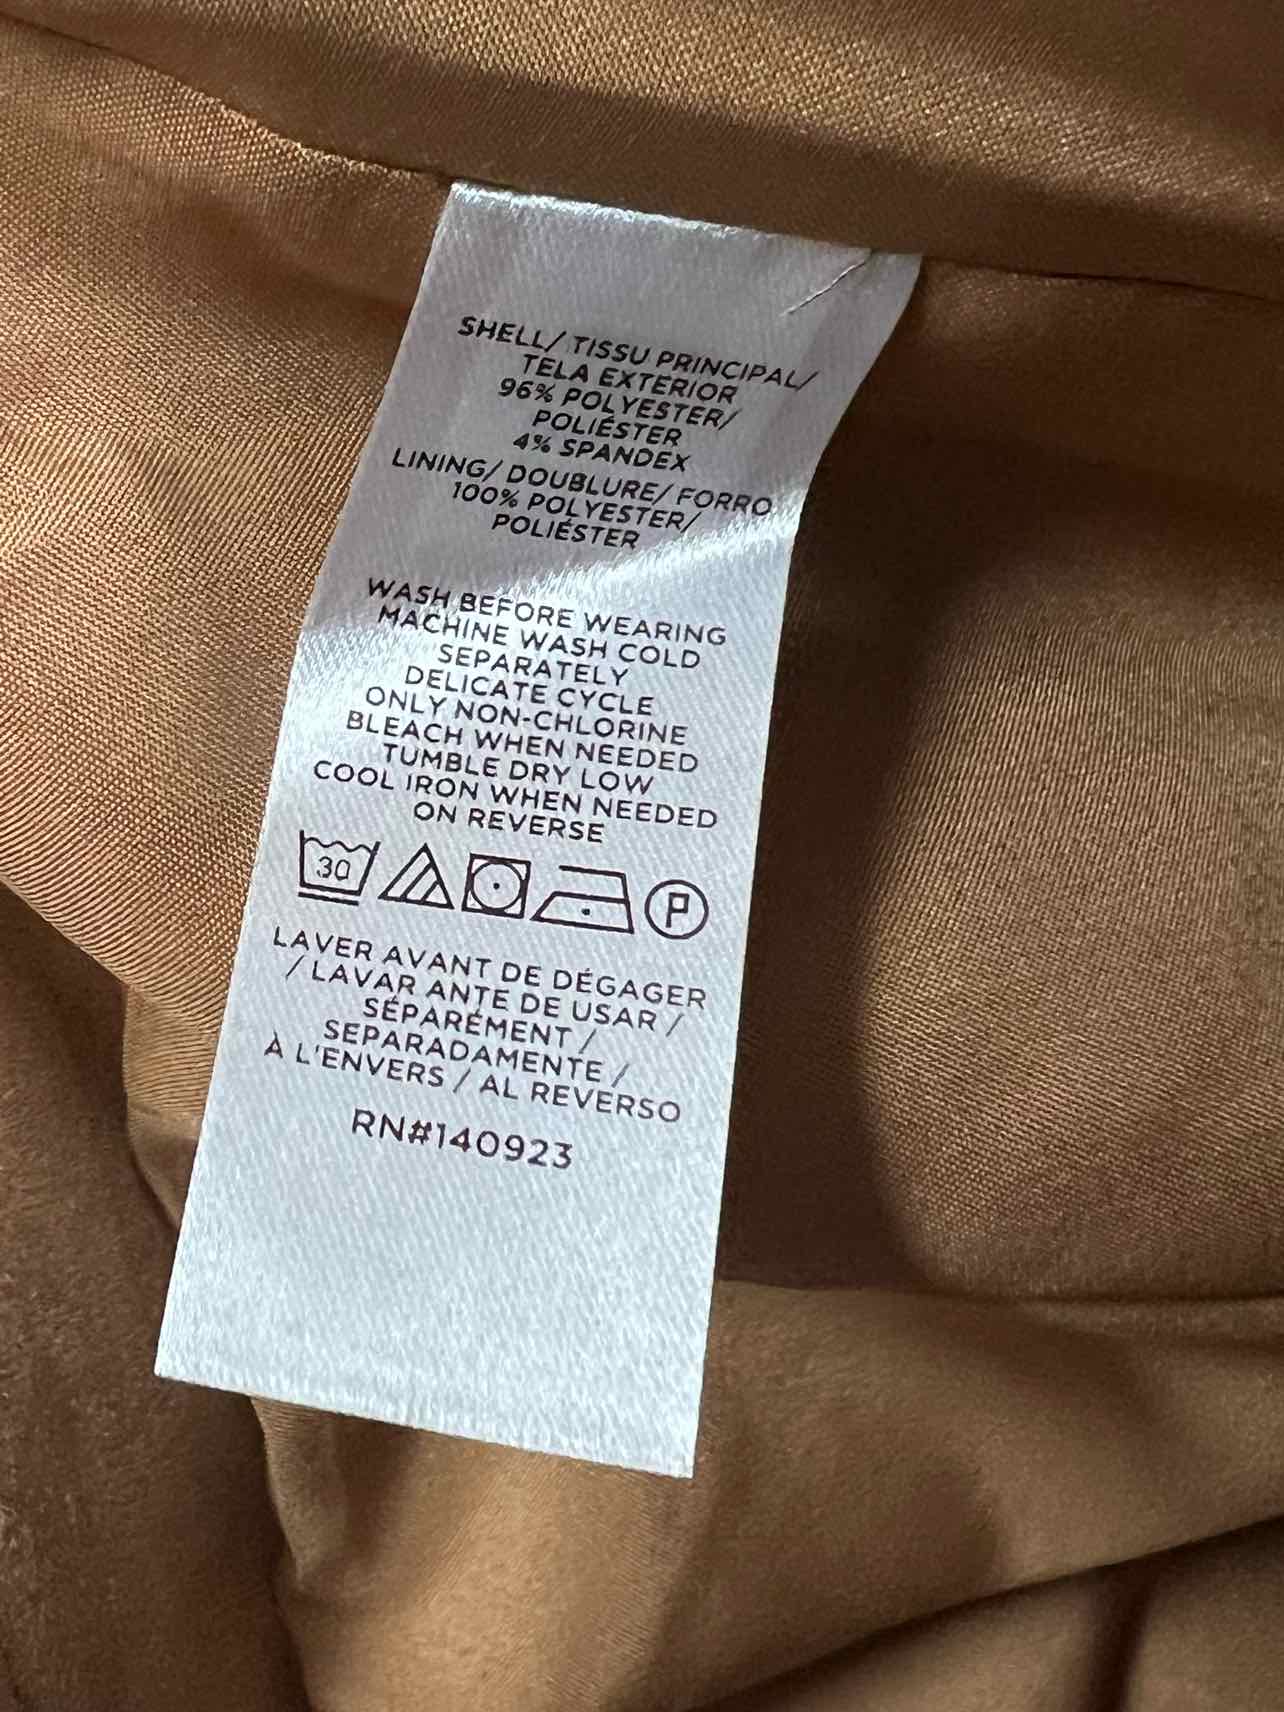 SHELL/ TISSU PRINCIPAL/
TELA EXTERIOR
96% POLYESTER/
POLIÉSTER
4% SPANDEX
LINING/ DOUBLURE/ FORRO
100% POLYESTER/
POLIÉSTER
WASH BEFORE WEARING
MACHINE WASH COLD
SEPARATELY
DELICATE CYCLE
ONLY NON-CHLORINE
BLEACH WHEN NEEDED
TUMBLE DRY LOW
COOL IRON WHEN NEEDED
ON REVERSE
30 P
LAVER AVANT DE DÉGAGER
/ LAVAR ANTE DE USAR /
SÉPARÉMENT /
SEPARADAMENTE /
À L'ENVERS / AL REVERSO
RN#140923